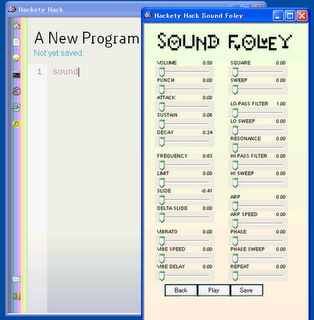 Hackety Hack
A New Program
Not yet saved.
1 sound
Hackety Hack Sound Foley
SOUND FOLEY
VOLUME 0.50
PUNCH 0.00
ATTACK 0.00
SUSTAIN 0.06
DECAY 0.24
FREQUENCY 0.63
LIMIT 0.00
SLIDE -0.41
DELTA SLIDE 0.00
VIBRATO 0.00
VIBE SPEED 0.00
VIBE DELAY 0.00
SQUARE 0.00
SWEEP 0.00
LO-PASS FILTER 1.00
LO SWEEP 0.00
RESONANCE 0.00
HI-PASS FILTER 0.00
HI SWEEP 0.00
ARP 0.00
ARP SPEED 0.00
PHASE 0.00
PHASE SWEEP 0.00
REPEAT 0.00
Back Play Save